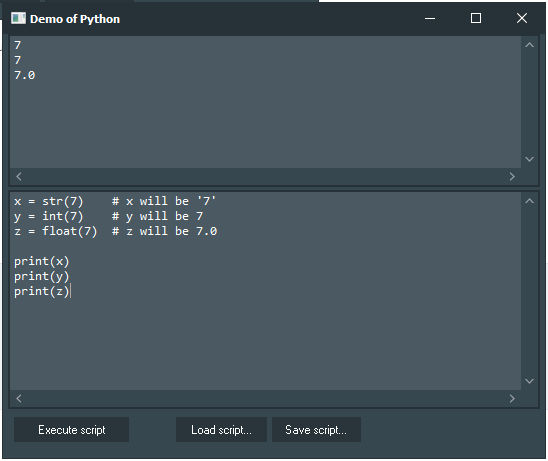 Demo of Python
7
7
7.0
x = str(7)    # x will be '7'
y = int(7)    # y will be 7
z = float(7)  # z will be 7.0

print(x)
print(y)
print(z)
Execute script
Load script...
Save script...